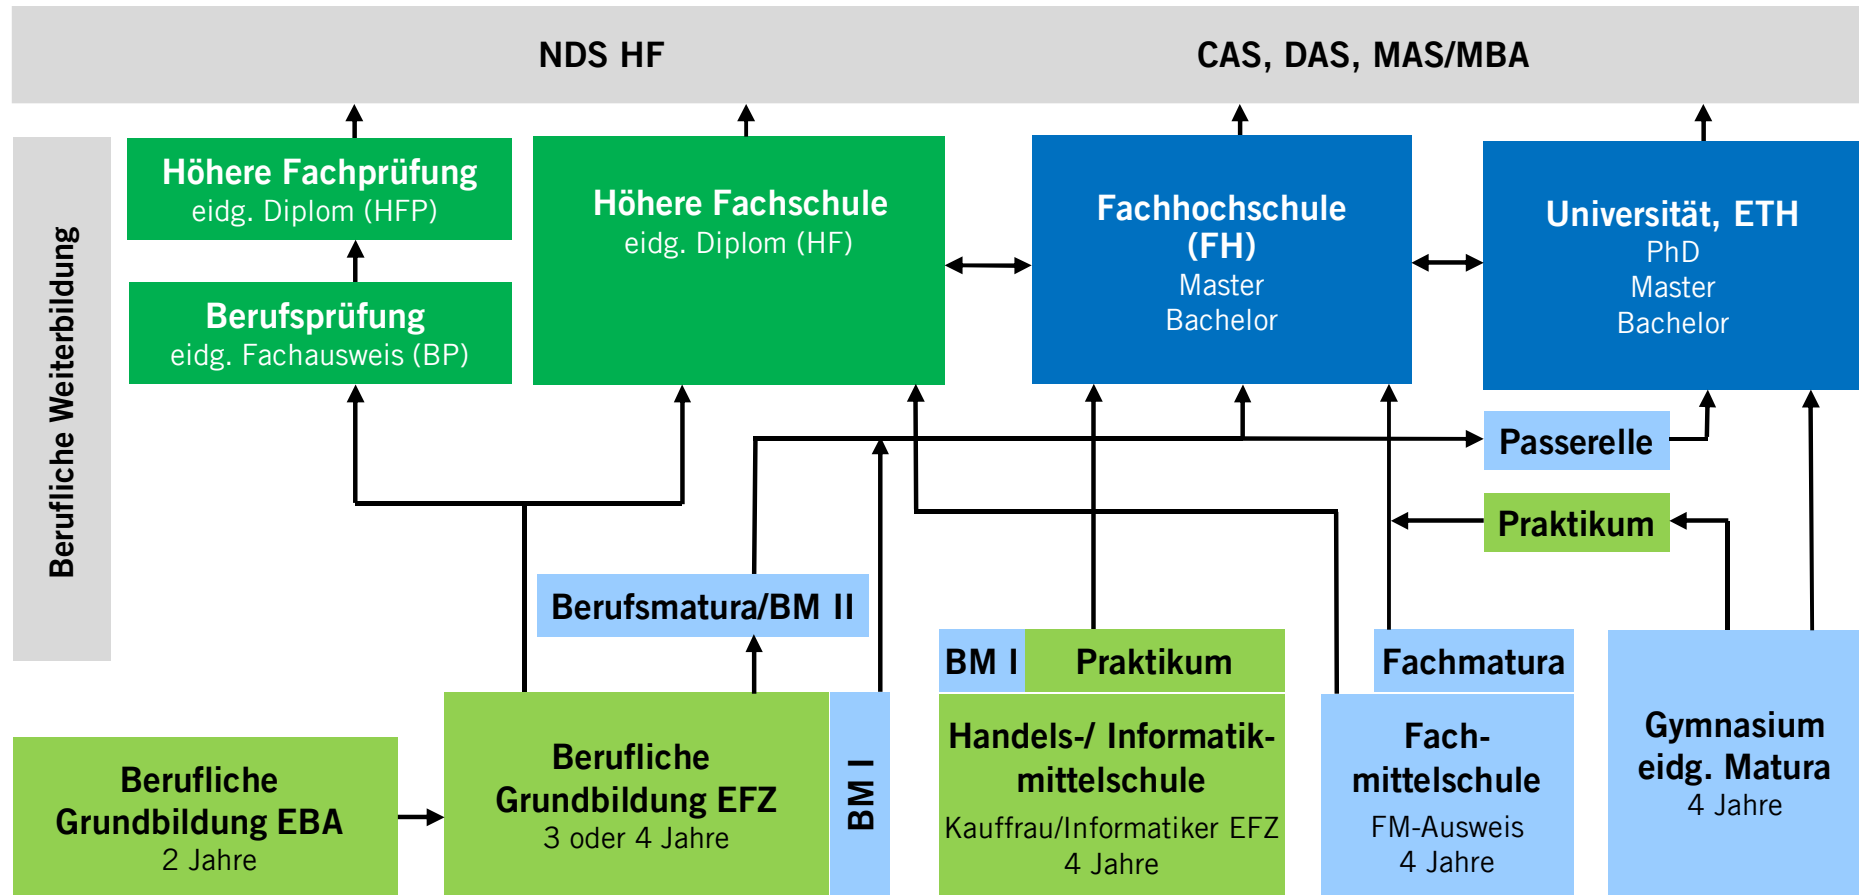 NDS HF
CAS, DAS, MAS/MBA
Berufliche Weiterbildung
Höhere Fachprüfung
eidg. Diplom (HFP)
Berufsprüfung
eidg. Fachausweis (BP)
Höhere Fachschule
eidg. Diplom (HF)
Fachhochschule
(FH)
Master
Bachelor
Universität, ETH
PhD
Master
Bachelor
Passerelle
Praktikum
Berufsmatura/BM II
BM I
Praktikum
Fachmatura
Berufliche
Grundbildung EBA
2 Jahre
Berufliche
Grundbildung EFZ
3 oder 4 Jahre
BM I
Handels-/ Informatik-
mittelschule
Kauffrau/Informatiker EFZ
4 Jahre
Fach-
mittelschule
FM-Ausweis
4 Jahre
Gymnasium
eidg. Matura
4 Jahre